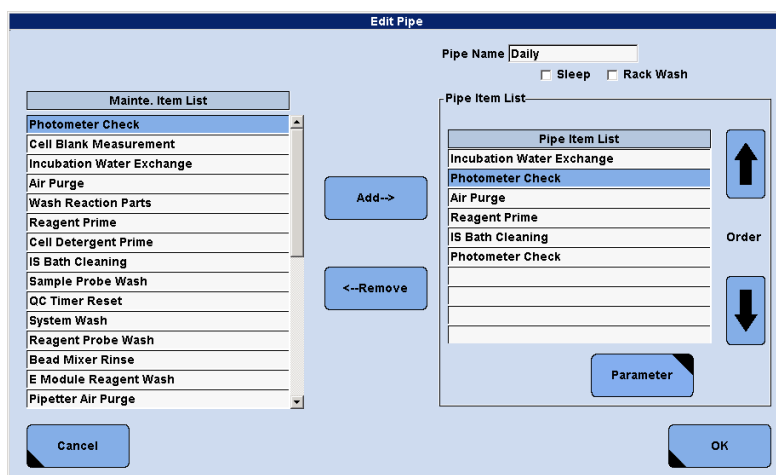 Edit Pipe
Pipe Name Daily
Sleep Rack Wash
Mainte. Item List
Photometer Check
Cell Blank Measurement
Incubation Water Exchange
Air Purge
Wash Reaction Parts
Reagent Prime
Cell Detergent Prime
IS Bath Cleaning
Sample Probe Wash
QC Timer Reset
System Wash
Reagent Probe Wash
Bead Mixer Rinse
E Module Reagent Wash
Pipetter Air Purge
Add-->
<--Remove
Pipe Item List
Pipe Item List
Incubation Water Exchange
Photometer Check
Air Purge
Reagent Prime
IS Bath Cleaning
Photometer Check
Order
Parameter
Cancel
OK